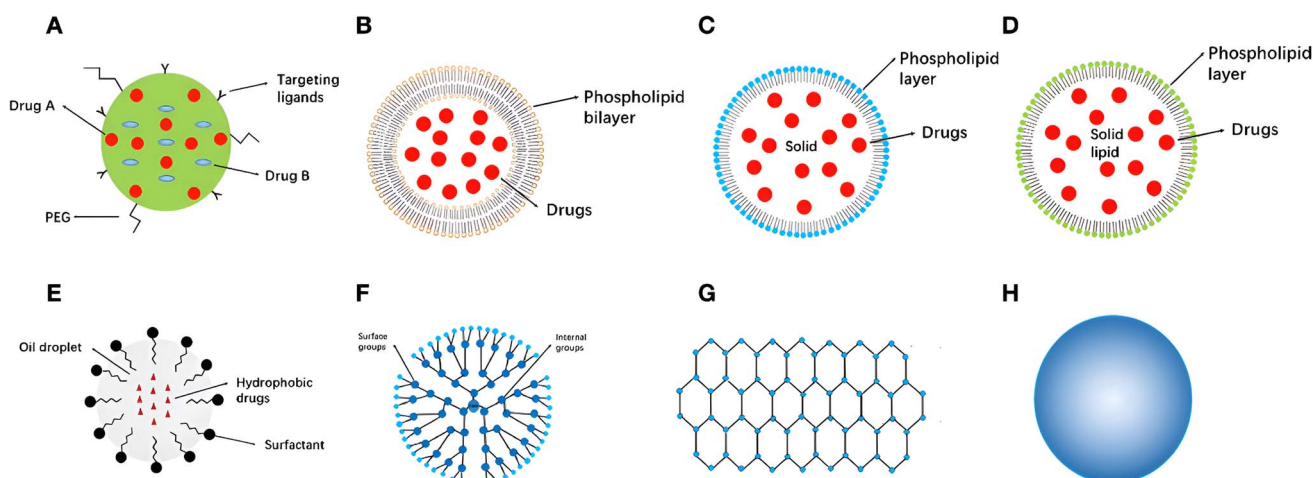 A
Targeting
ligands
Drug A
Drug B
PEG
B
Phospholipid
bilayer
Drugs
C
Phospholipid
layer
Drugs
Solid
D
Phospholipid
layer
Drugs
Solid
lipid
E
Oil droplet
Hydrophobic
drugs
Surfactant
F
Surface
groups
Internal
groups
G
H